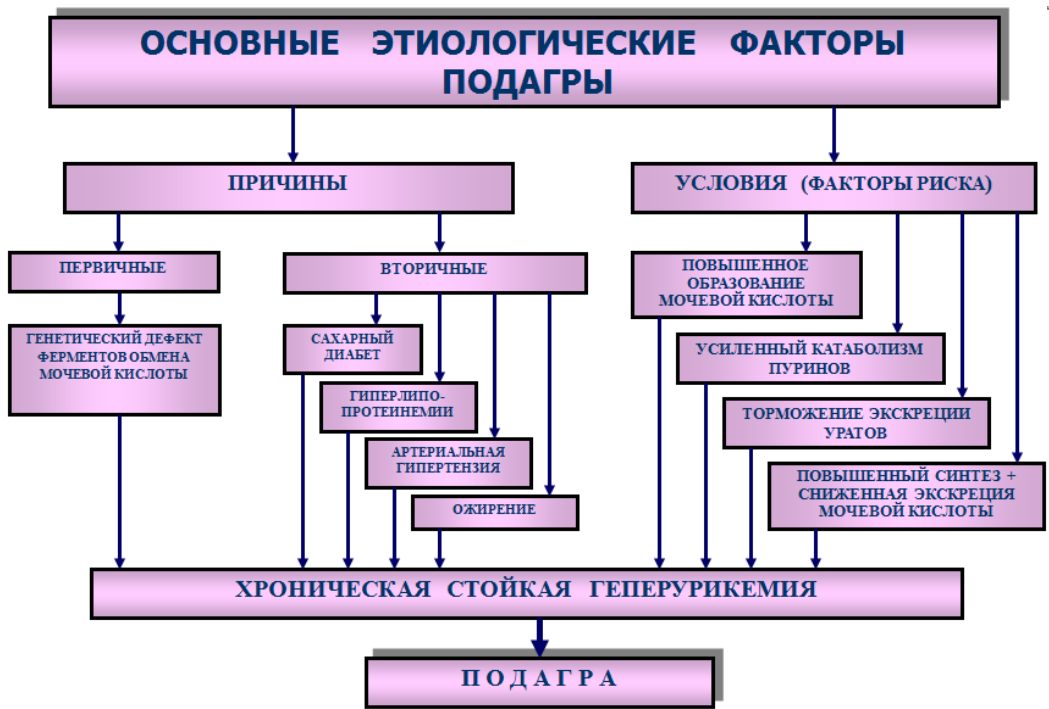 ОСНОВНЫЕ ЭТИОЛОГИЧЕСКИЕ ФАКТОРЫ
ПОДАГРЫ
ПРИЧИНЫ
УСЛОВИЯ (ФАКТОРЫ РИСКА)
ПЕРВИЧНЫЕ
ВТОРИЧНЫЕ
ПОВЫШЕННОЕ
ОБРАЗОВАНИЕ
МОЧЕВОЙ КИСЛОТЫ
ГЕНЕТИЧЕСКИЙ ДЕФЕКТ
ФЕРМЕНТОВ ОБМЕНА
МОЧЕВОЙ КИСЛОТЫ
САХАРНЫЙ
ДИАБЕТ
УСИЛЕННЫЙ КАТАБОЛИЗМ
ПУРИНОВ
ГИПЕРЛИПО-
ПРОТЕИНЕМИИ
ТОРМОЖЕНИЕ ЭКСКРЕЦИИ
УРАТОВ
АРТЕРИАЛЬНАЯ
ГИПЕРТЕНЗИЯ
ПОВЫШЕННЫЙ СИНТЕЗ +
СНИЖЕННАЯ ЭКСКРЕЦИЯ
МОЧЕВОЙ КИСЛОТЫ
ОЖИРЕНИЕ
ХРОНИЧЕСКАЯ СТОЙКАЯ ГЕПЕРУРИКЕМИЯ
П О Д А Г Р А